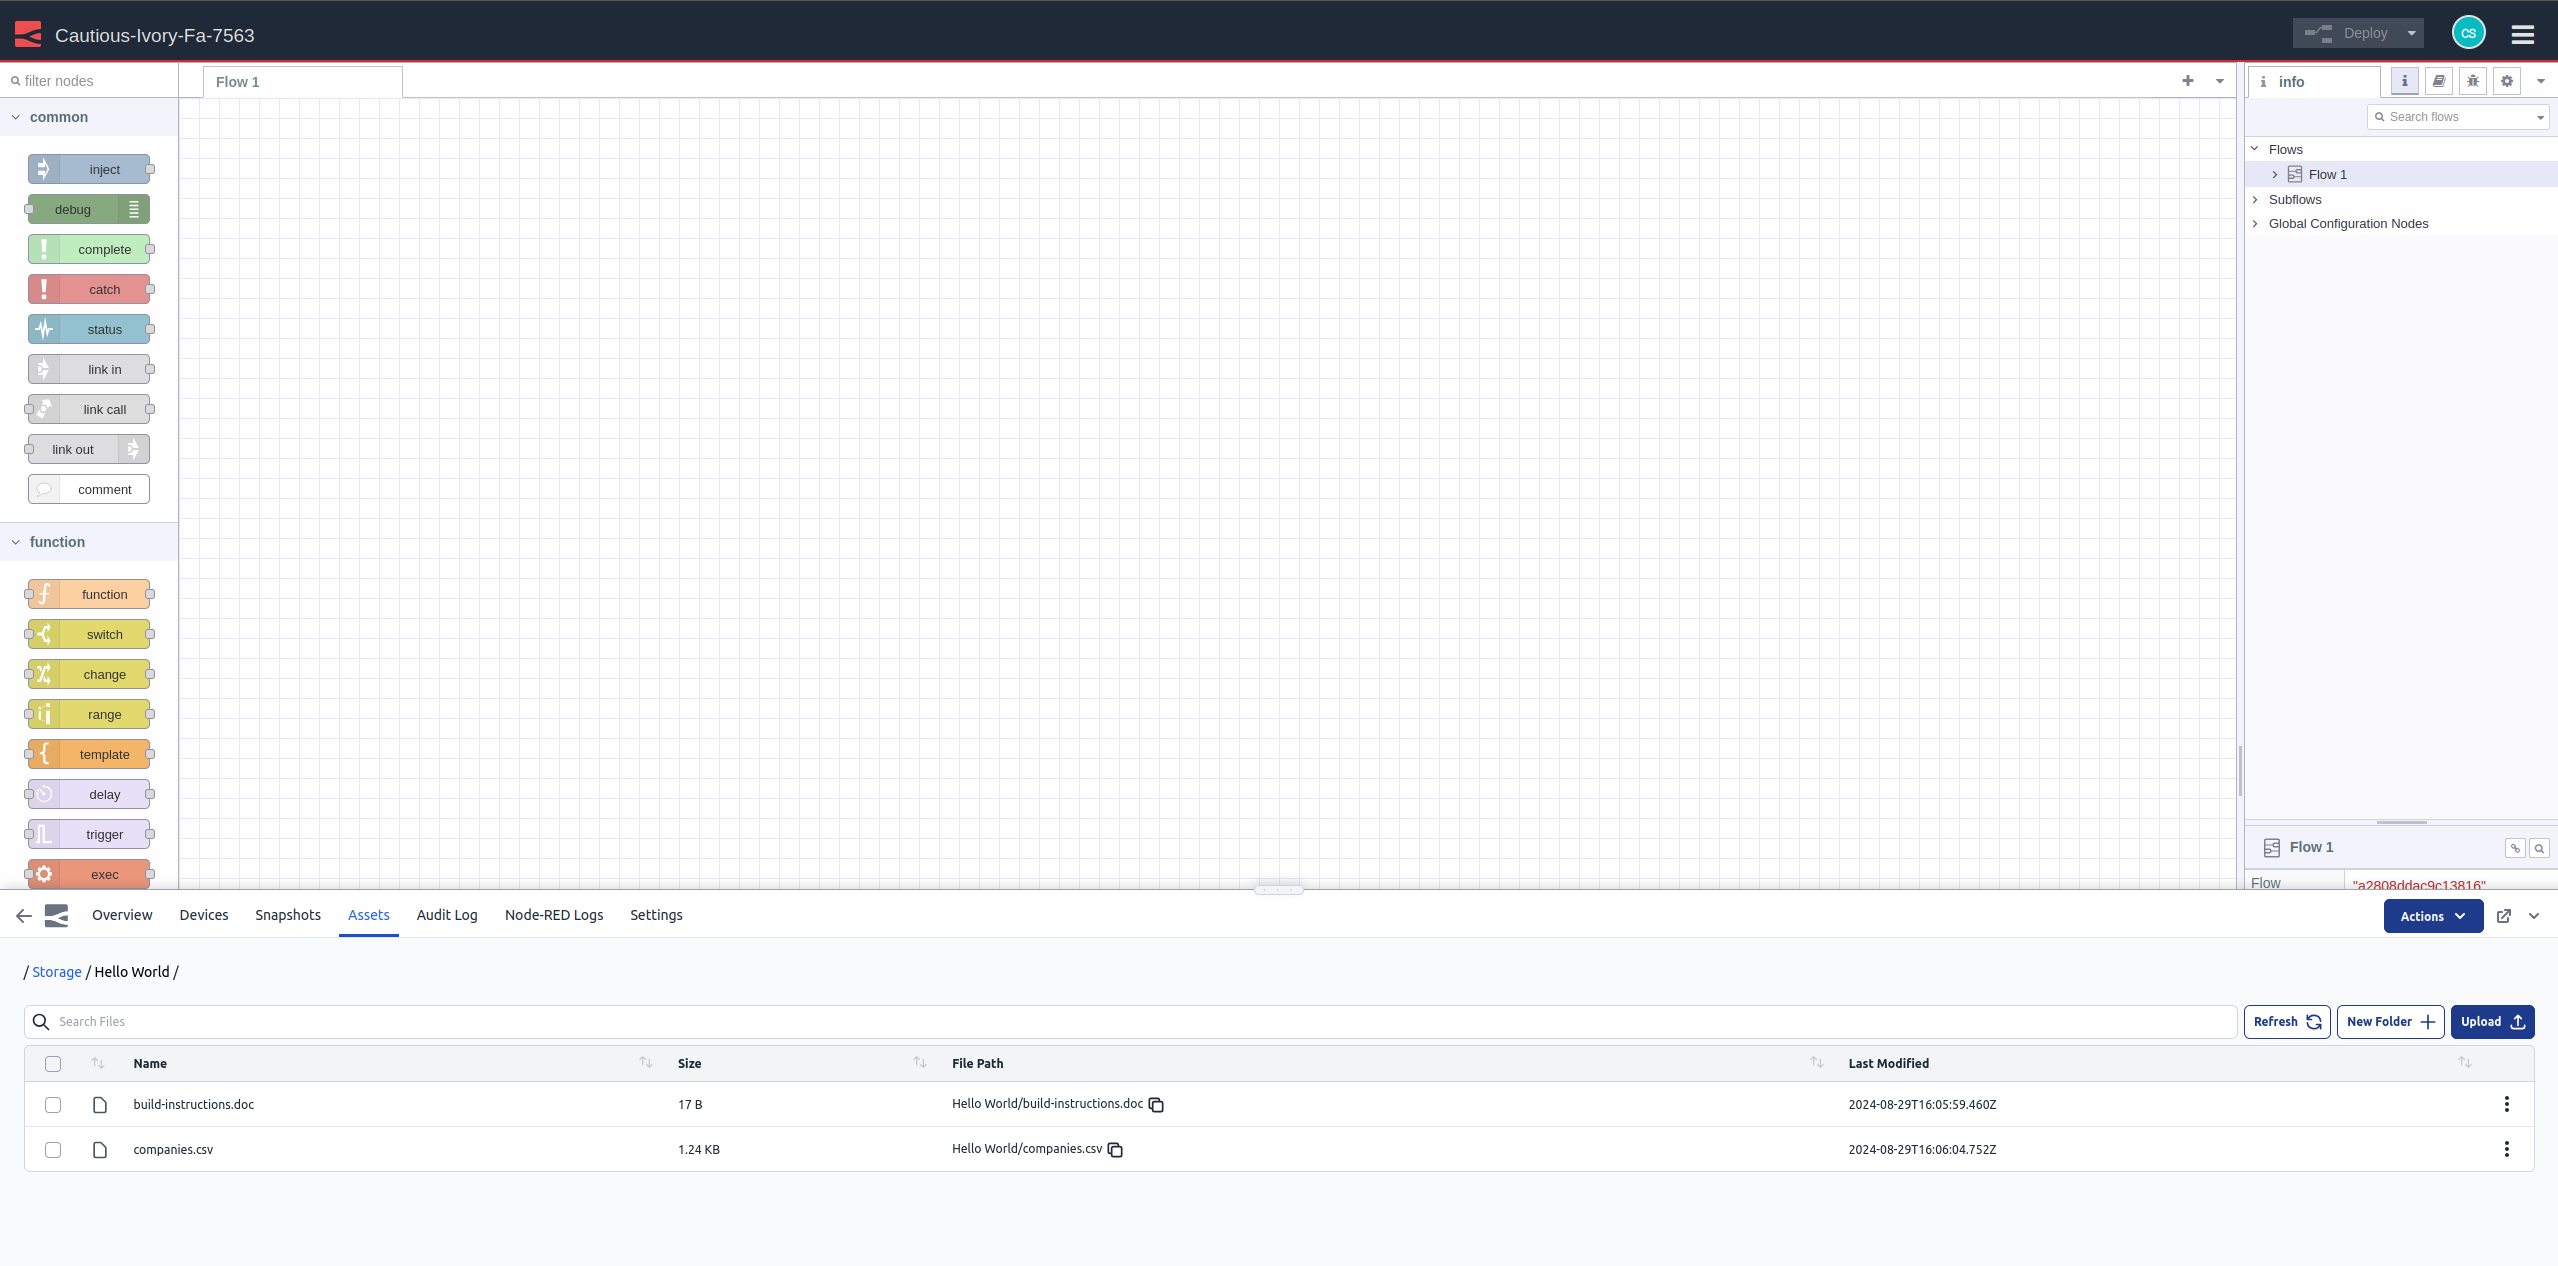 Cautious-Ivory-Fa-7563
Deploy
CS
filter nodes
Flow 1
info
Search flows
common
inject
debug
complete
catch
status
link in
link call
link out
comment
function
function
switch
change
range
template
delay
trigger
exec
Flows
Flow 1
Subflows
Global Configuration Nodes
Flow 1
Flow "a2808ddac9c13816"
Overview Devices Snapshots Assets Audit Log Node-RED Logs Settings
Actions
/ Storage / Hello World /
Search Files
Refresh New Folder Upload
Name Size File Path Last Modified
build-instructions.doc 17 B Hello World/build-instructions.doc 2024-08-29T16:05:59.460Z
companies.csv 1.24 KB Hello World/companies.csv 2024-08-29T16:06:04.752Z